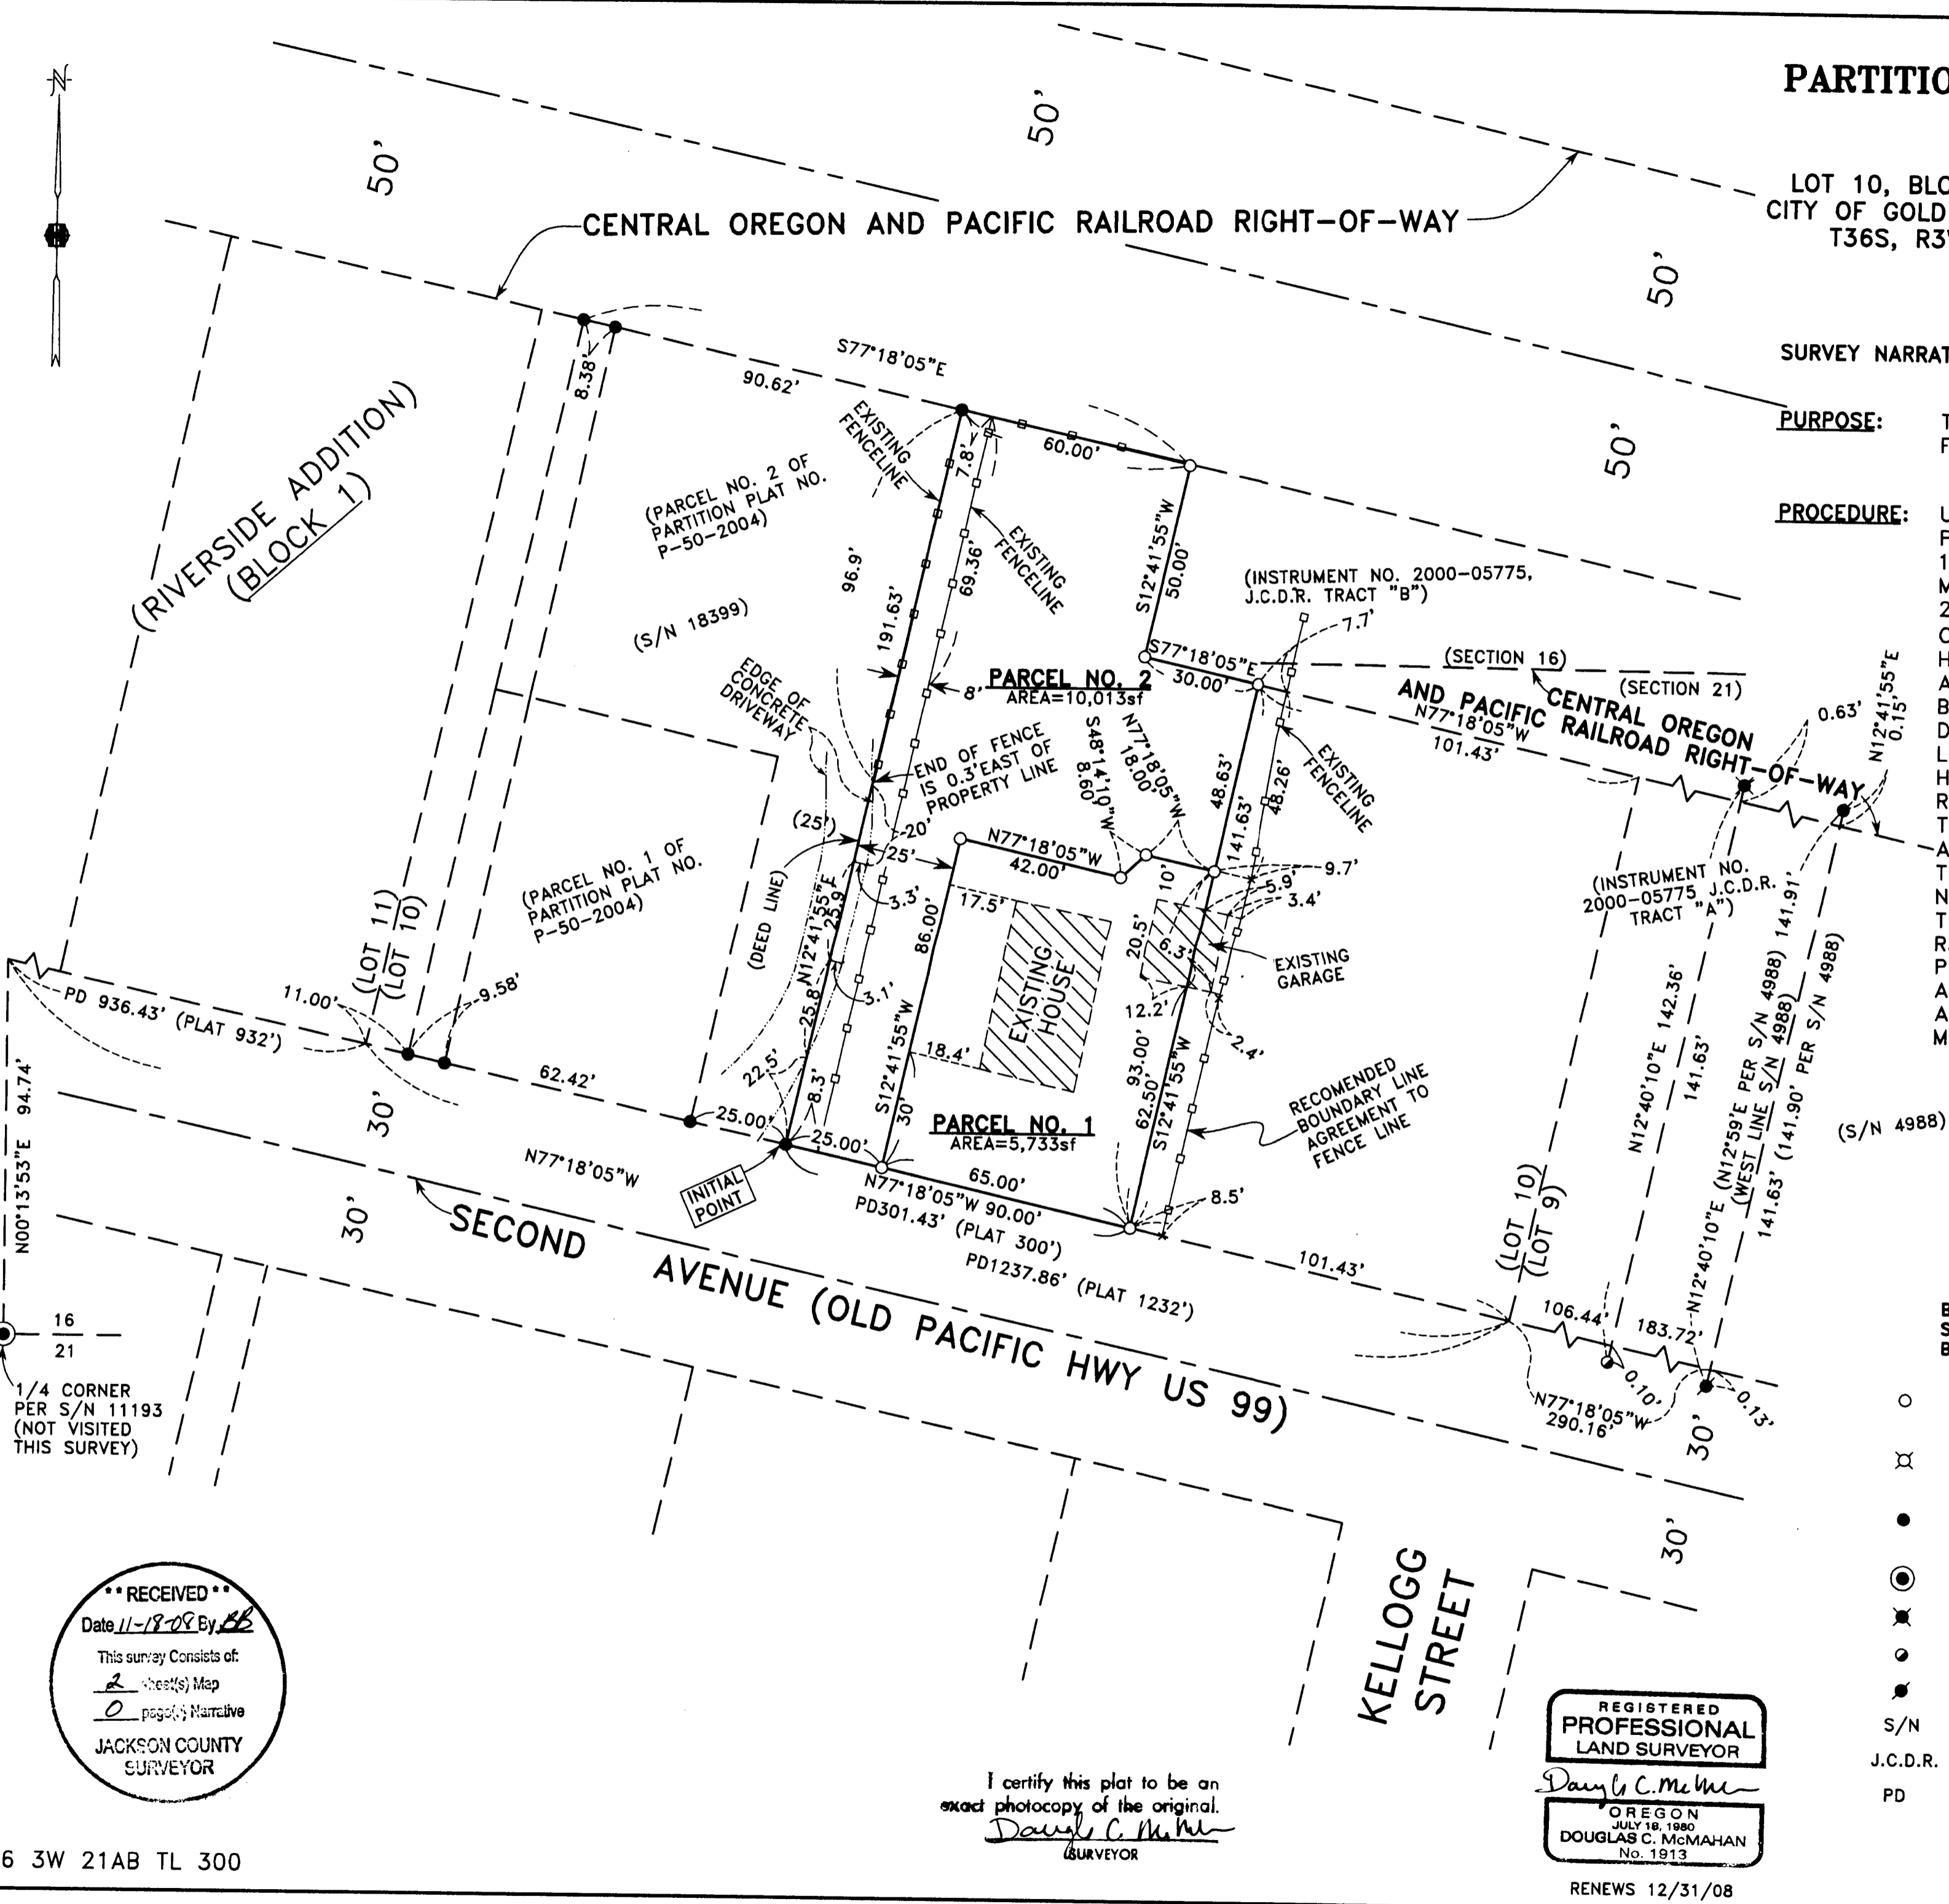 N
50'
50'
50'
50'
PARTITIO
LOT 10, BLO
CITY OF GOLD
T36S, R3
CENTRAL OREGON AND PACIFIC RAILROAD RIGHT-OF-WAY
SURVEY NARRAT
PURPOSE:
T
F
PROCEDURE:
U
P
1
M
2
C
H
A
B
D
L
H
R
T
A
T
N
T
R
P
A
A
M
(RIVERSIDE ADDITION)
(BLOCK 1)
8.38'
S77°18'05"E
90.62'
EXISTING
FENCELINE
7.8'
60.00'
(PARCEL NO. 2 OF
PARTITION PLAT NO.
P-50-2004)
(S/N 18399)
96.9'
191.63'
69.36'
EXISTING
FENCELINE
S12°41'55"W
50.00'
(INSTRUMENT NO. 2000-05775,
J.C.D.R. TRACT "B")
7.7'
S77°18'05"E
30.00'
(SECTION 16)
(SECTION 21)
CENTRAL OREGON
AND PACIFIC RAILROAD RIGHT-OF-WAY
N77°18'05"W
101.43'
0.63'
N12°41'55"E
0.15'
PARCEL NO. 2
AREA=10,013sf
8'
EDGE OF
CONCRETE
DRIVEWAY
END OF FENCE
IS 0.3'EAST OF
PROPERTY LINE
S48°14'10"W
8.60'
N77°18'05"W
18.00'
48.63'
141.63'
48.26'
EXISTING
FENCELINE
(25')
20'
25'
N77°18'05"W
42.00'
10'
9.7'
5.9'
3.4'
(PARCEL NO. 1 OF
PARTITION PLAT NO.
P-50-2004)
(DEED LINE)
N12°41'55"E
25.9'
3.3'
25.8'
3.1'
86.00'
17.5'
EXISTING
HOUSE
18.4'
20.5'
6.3'
12.2'
2.4'
EXISTING
GARAGE
(INSTRUMENT NO.
2000-05775 J.C.D.R.
TRACT "A")
(LOT 11)
(LOT 10)
PD 936.43' (PLAT 932')
11.00'
9.58'
62.42'
22.5'
8.3'
S12°41'55"W
30'
93.00'
62.50'
S12°41'55"W
RECOMENDED
BOUNDARY LINE
AGREEMENT TO
FENCE LINE
PARCEL NO. 1
AREA=5,733sf
N12°40'10"E 142.36'
141.63'
N12°40'10"E (N12°59'E PER S/N 4988) 141.91'
(WEST LINE S/N 4988)
141.63' (141.90' PER S/N 4988)
(S/N 4988)
N00°13'53"E 94.74'
30'
30'
25.00'
25.00'
65.00'
N77°18'05"W
INITIAL
POINT
N77°18'05"W 90.00'
PD301.43' (PLAT 300')
PD1237.86' (PLAT 1232')
8.5'
101.43'
(LOT 10)
(LOT 9)
106.44'
183.72'
0.10'
0.13'
N77°18'05"W
290.16'
30'
30'
SECOND AVENUE (OLD PACIFIC HWY US 99)
16
21
1/4 CORNER
PER S/N 11193
(NOT VISITED
THIS SURVEY)
B
S
B
KELLOGG
STREET
** RECEIVED **
Date 11-18-08 By BB
This survey Consists of:
2 sheet(s) Map
0 page(s) Narrative
JACKSON COUNTY
SURVEYOR
I certify this plat to be an
exact photocopy of the original.
SURVEYOR
REGISTERED
PROFESSIONAL
LAND SURVEYOR
OREGON
JULY 18, 1980
DOUGLAS C. McMAHAN
No. 1913
RENEWS 12/31/08
S/N
J.C.D.R.
PD
6 3W 21AB TL 300